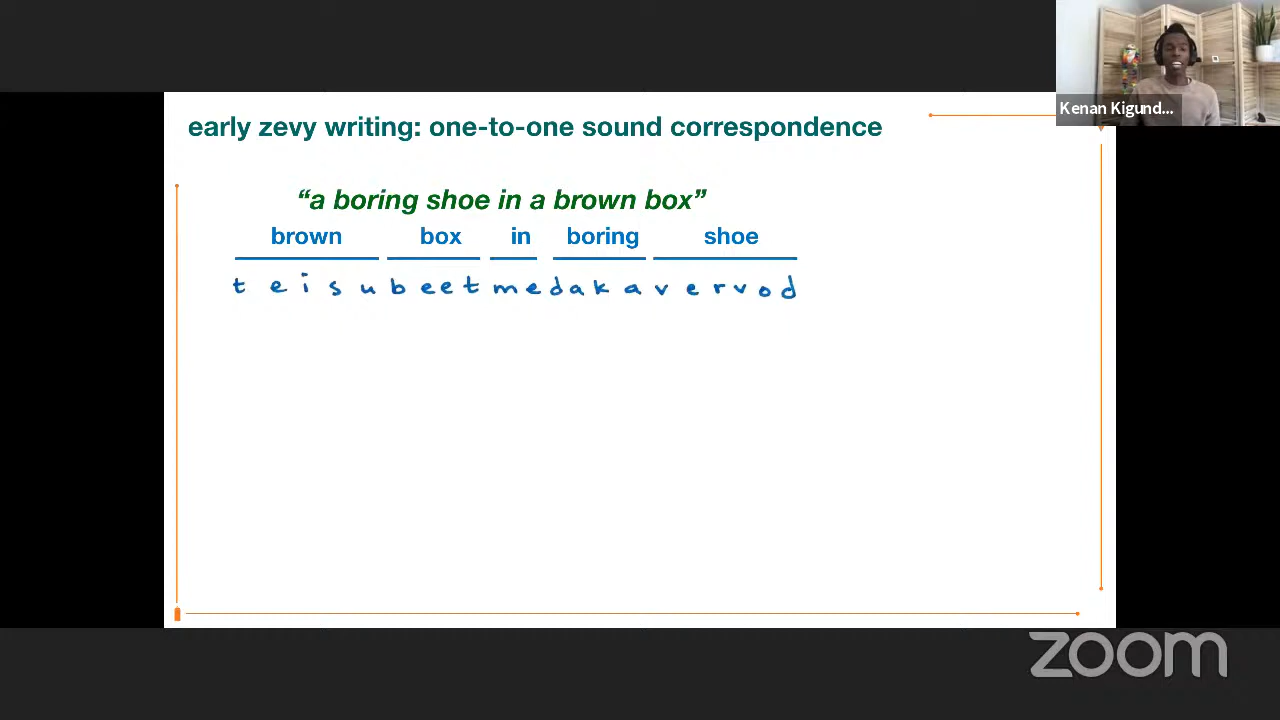 Kenan Kigund...
early zevy writing: one-to-one sound correspondence
“a boring shoe in a brown box”
brown box in boring shoe
t e i s u b e e t m e d a k a v e r v o d
zoom